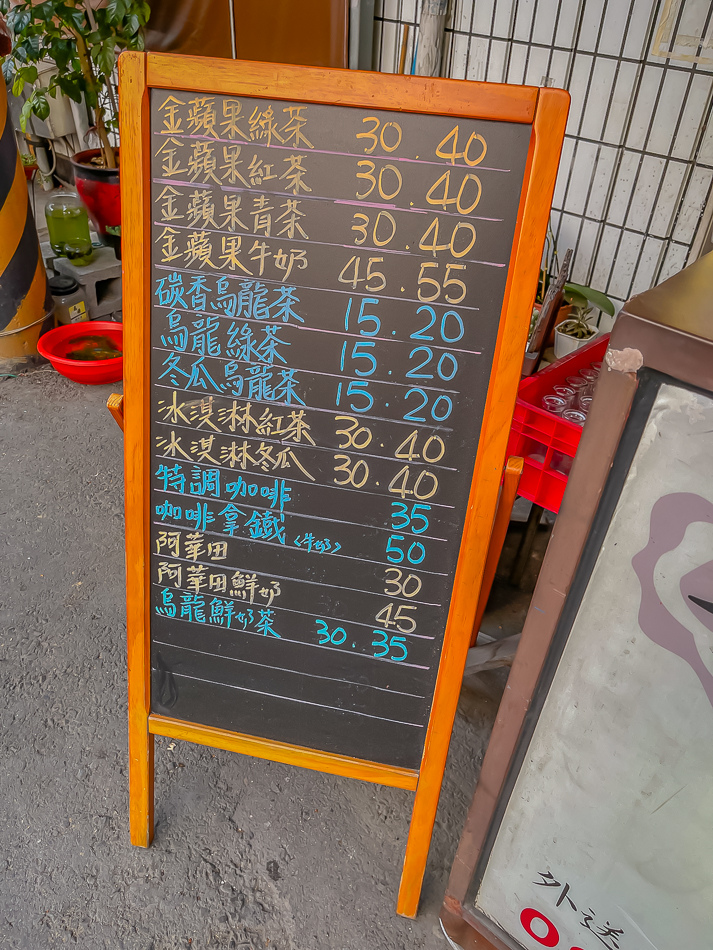 金蘋果綠茶 30.40
金蘋果紅茶 30.40
金蘋果青茶 30.40
金蘋果牛奶 45.55
碳香烏龍茶 15.20
烏龍綠茶 15.20
冬瓜烏龍茶 15.20
冰淇淋紅茶 30.40
冰淇淋冬瓜 30.40
特調咖啡 35
咖啡拿鐵<牛奶> 50
阿華田 30
阿華田鮮奶 45
烏龍鮮奶茶 30.35
外送